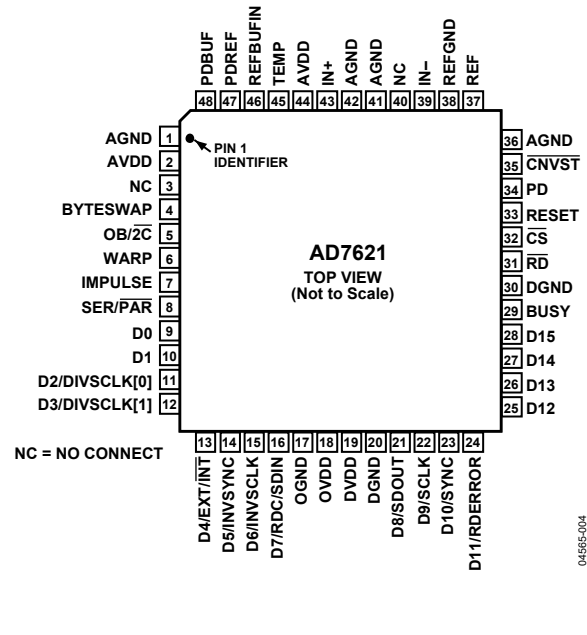 PDBUF
PDREF
REFBUFIN
TEMP
AVDD
IN+
AGND
AGND
NC
IN–
REFGND
REF
48 47 46 45 44 43 42 41 40 39 38 37
AGND 1
AVDD 2
NC 3
BYTESWAP 4
OB/2C̅ 5
WARP 6
IMPULSE 7
SER/P̅A̅R̅ 8
D0 9
D1 10
D2/DIVSCLK[0] 11
D3/DIVSCLK[1] 12
PIN 1
IDENTIFIER
AD7621
TOP VIEW
(Not to Scale)
36 AGND
35 C̅N̅V̅S̅T̅
34 PD
33 RESET
32 C̅S̅
31 R̅D̅
30 DGND
29 BUSY
28 D15
27 D14
26 D13
25 D12
13 14 15 16 17 18 19 20 21 22 23 24
D4/EXT/I̅N̅T̅
D5/INVSYNC
D6/INVSCLK
D7/RDC/SDIN
OGND
OVDD
DVDD
DGND
D8/SDOUT
D9/SCLK
D10/SYNC
D11/RDERROR
NC = NO CONNECT
04565-004